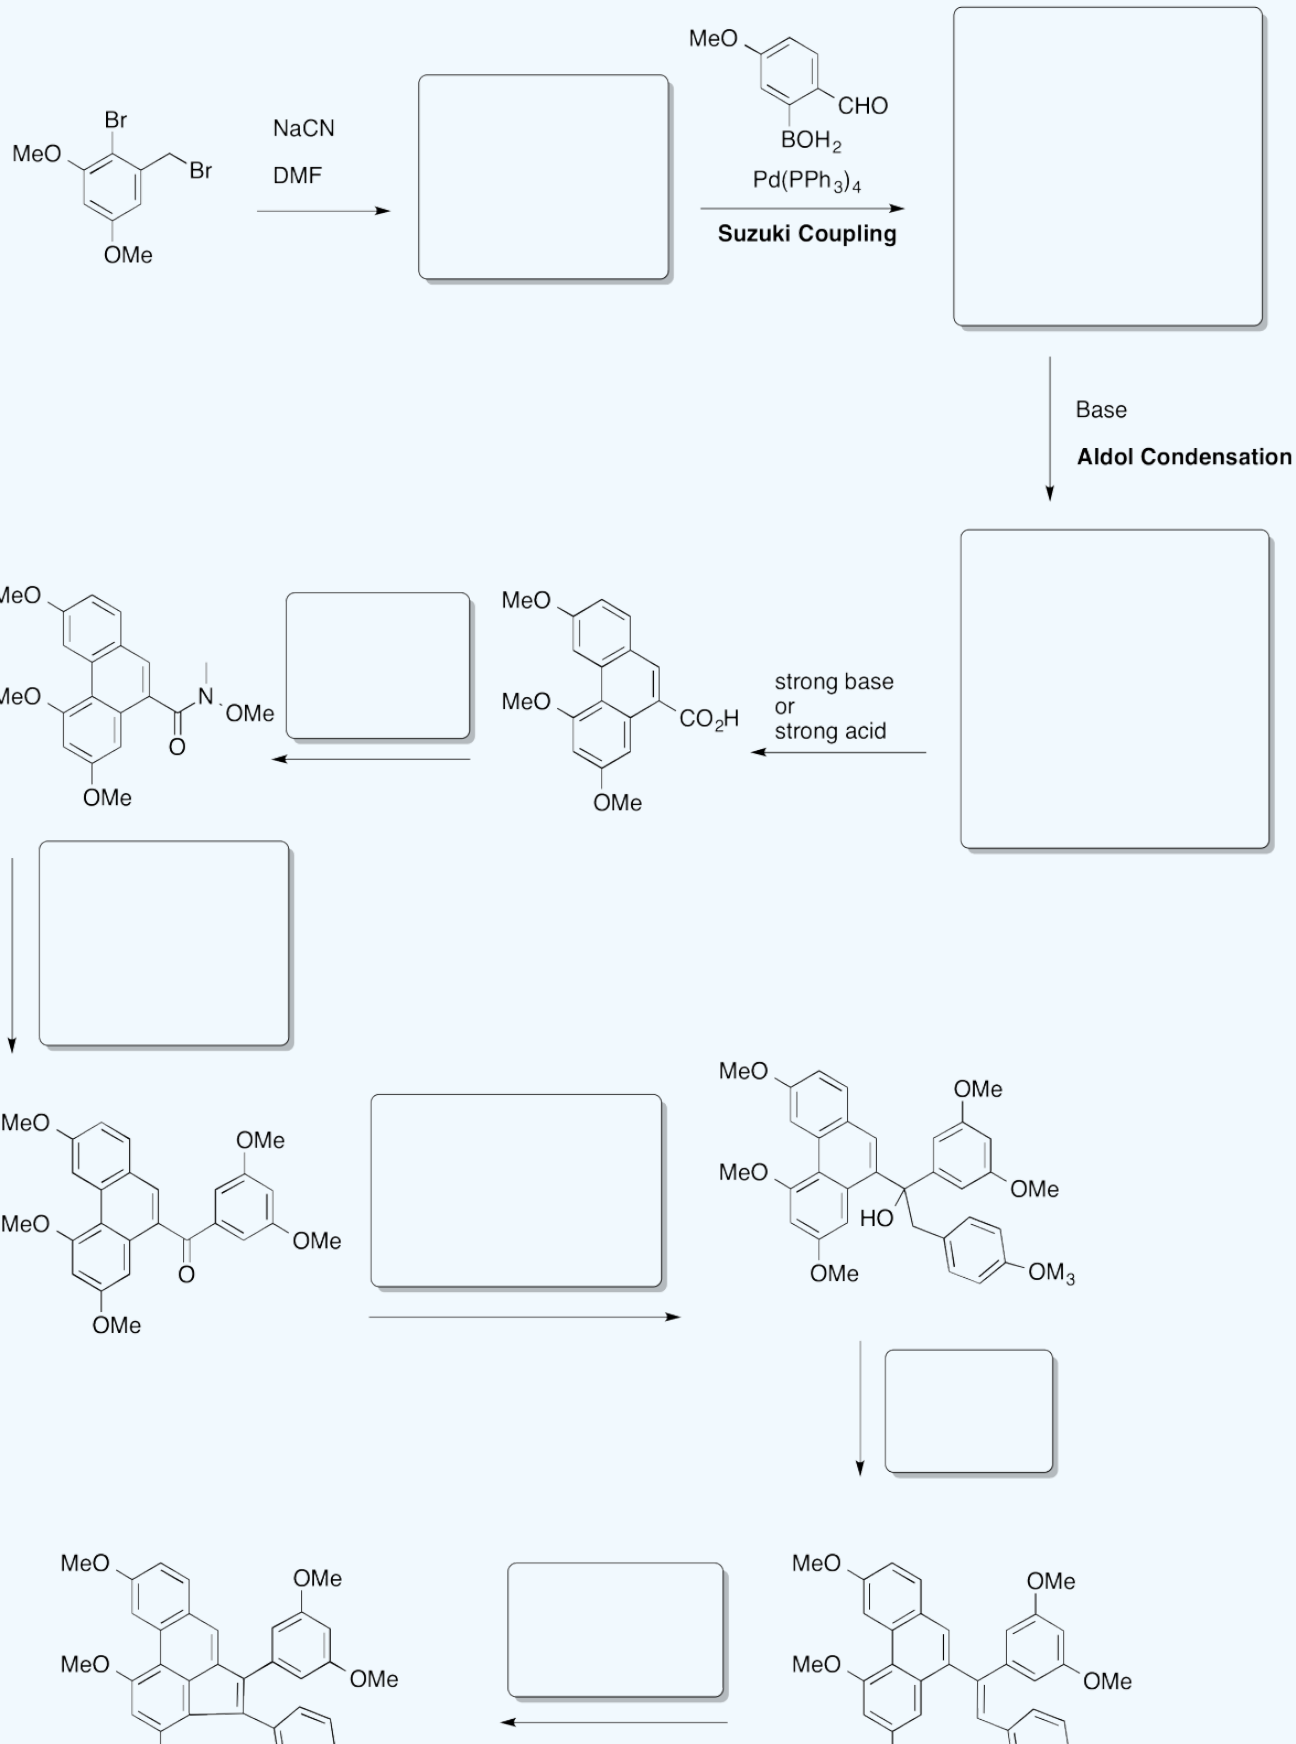 Br
MeO
Br
OMe
NaCN
DMF
MeO
CHO
BOH2
Pd(PPh3)4
Suzuki Coupling
Base
Aldol Condensation
strong base
or
strong acid
MeO
MeO
CO2H
OMe
MeO
MeO
N
OMe
O
OMe
MeO
OMe
MeO
OMe
O
OMe
MeO
OMe
MeO
OMe
HO
OMe
OM3
MeO
OMe
MeO
OMe
MeO
OMe
MeO
OMe